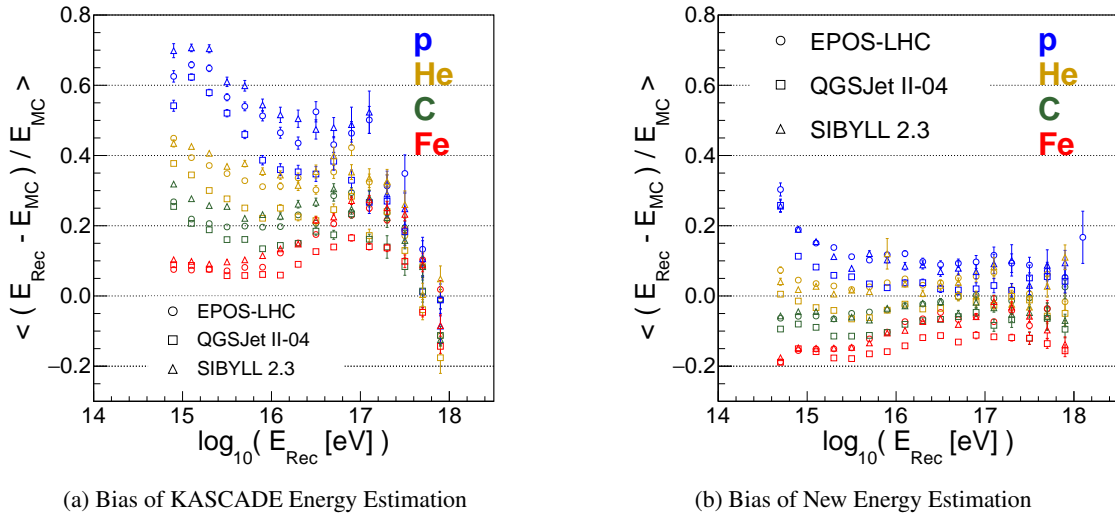 < ( E_Rec - E_MC ) / E_MC >
0.8
0.6
0.4
0.2
0.0
−0.2
p
He
C
Fe
EPOS-LHC
QGSJet II-04
SIBYLL 2.3
14 15 16 17 18
log₁₀( E_Rec [eV] )
(a) Bias of KASCADE Energy Estimation
< ( E_Rec - E_MC ) / E_MC >
0.8
0.6
0.4
0.2
0.0
−0.2
EPOS-LHC
QGSJet II-04
SIBYLL 2.3
p
He
C
Fe
14 15 16 17 18
log₁₀( E_Rec [eV] )
(b) Bias of New Energy Estimation